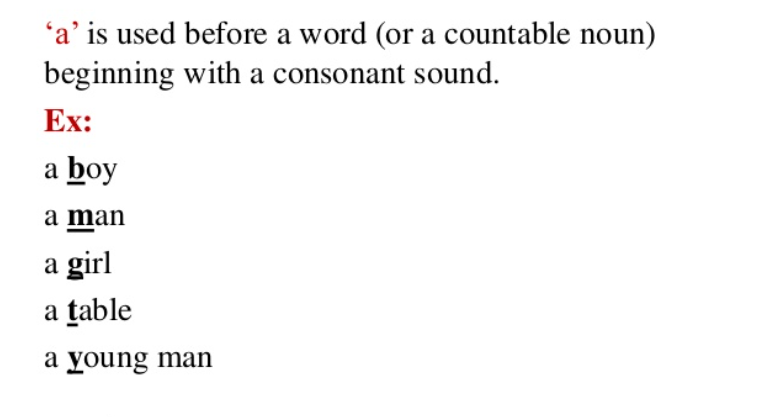 ‘a’ is used before a word (or a countable noun)
beginning with a consonant sound.
Ex:
a boy
a man
a girl
a table
a young man